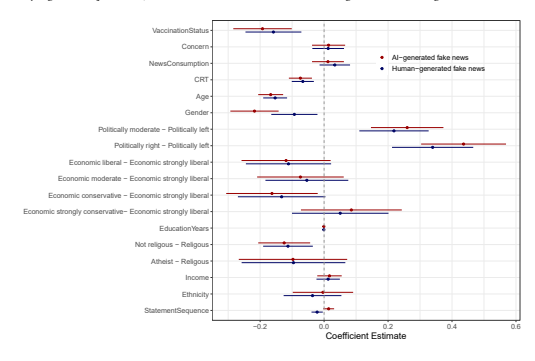 VaccinationStatus
Concern
NewsConsumption
CRT
Age
Gender
Politically moderate − Politically left
Politically right − Politically left
Economic liberal − Economic strongly liberal
Economic moderate − Economic strongly liberal
Economic conservative − Economic strongly liberal
Economic strongly conservative− Economic strongly liberal
EducationYears
Not religous − Religous
Atheist − Religous
Income
Ethnicity
StatementSequence
AI−generated fake news
Human−generated fake news
−0.2 0.0 0.2 0.4 0.6
Coefficient Estimate